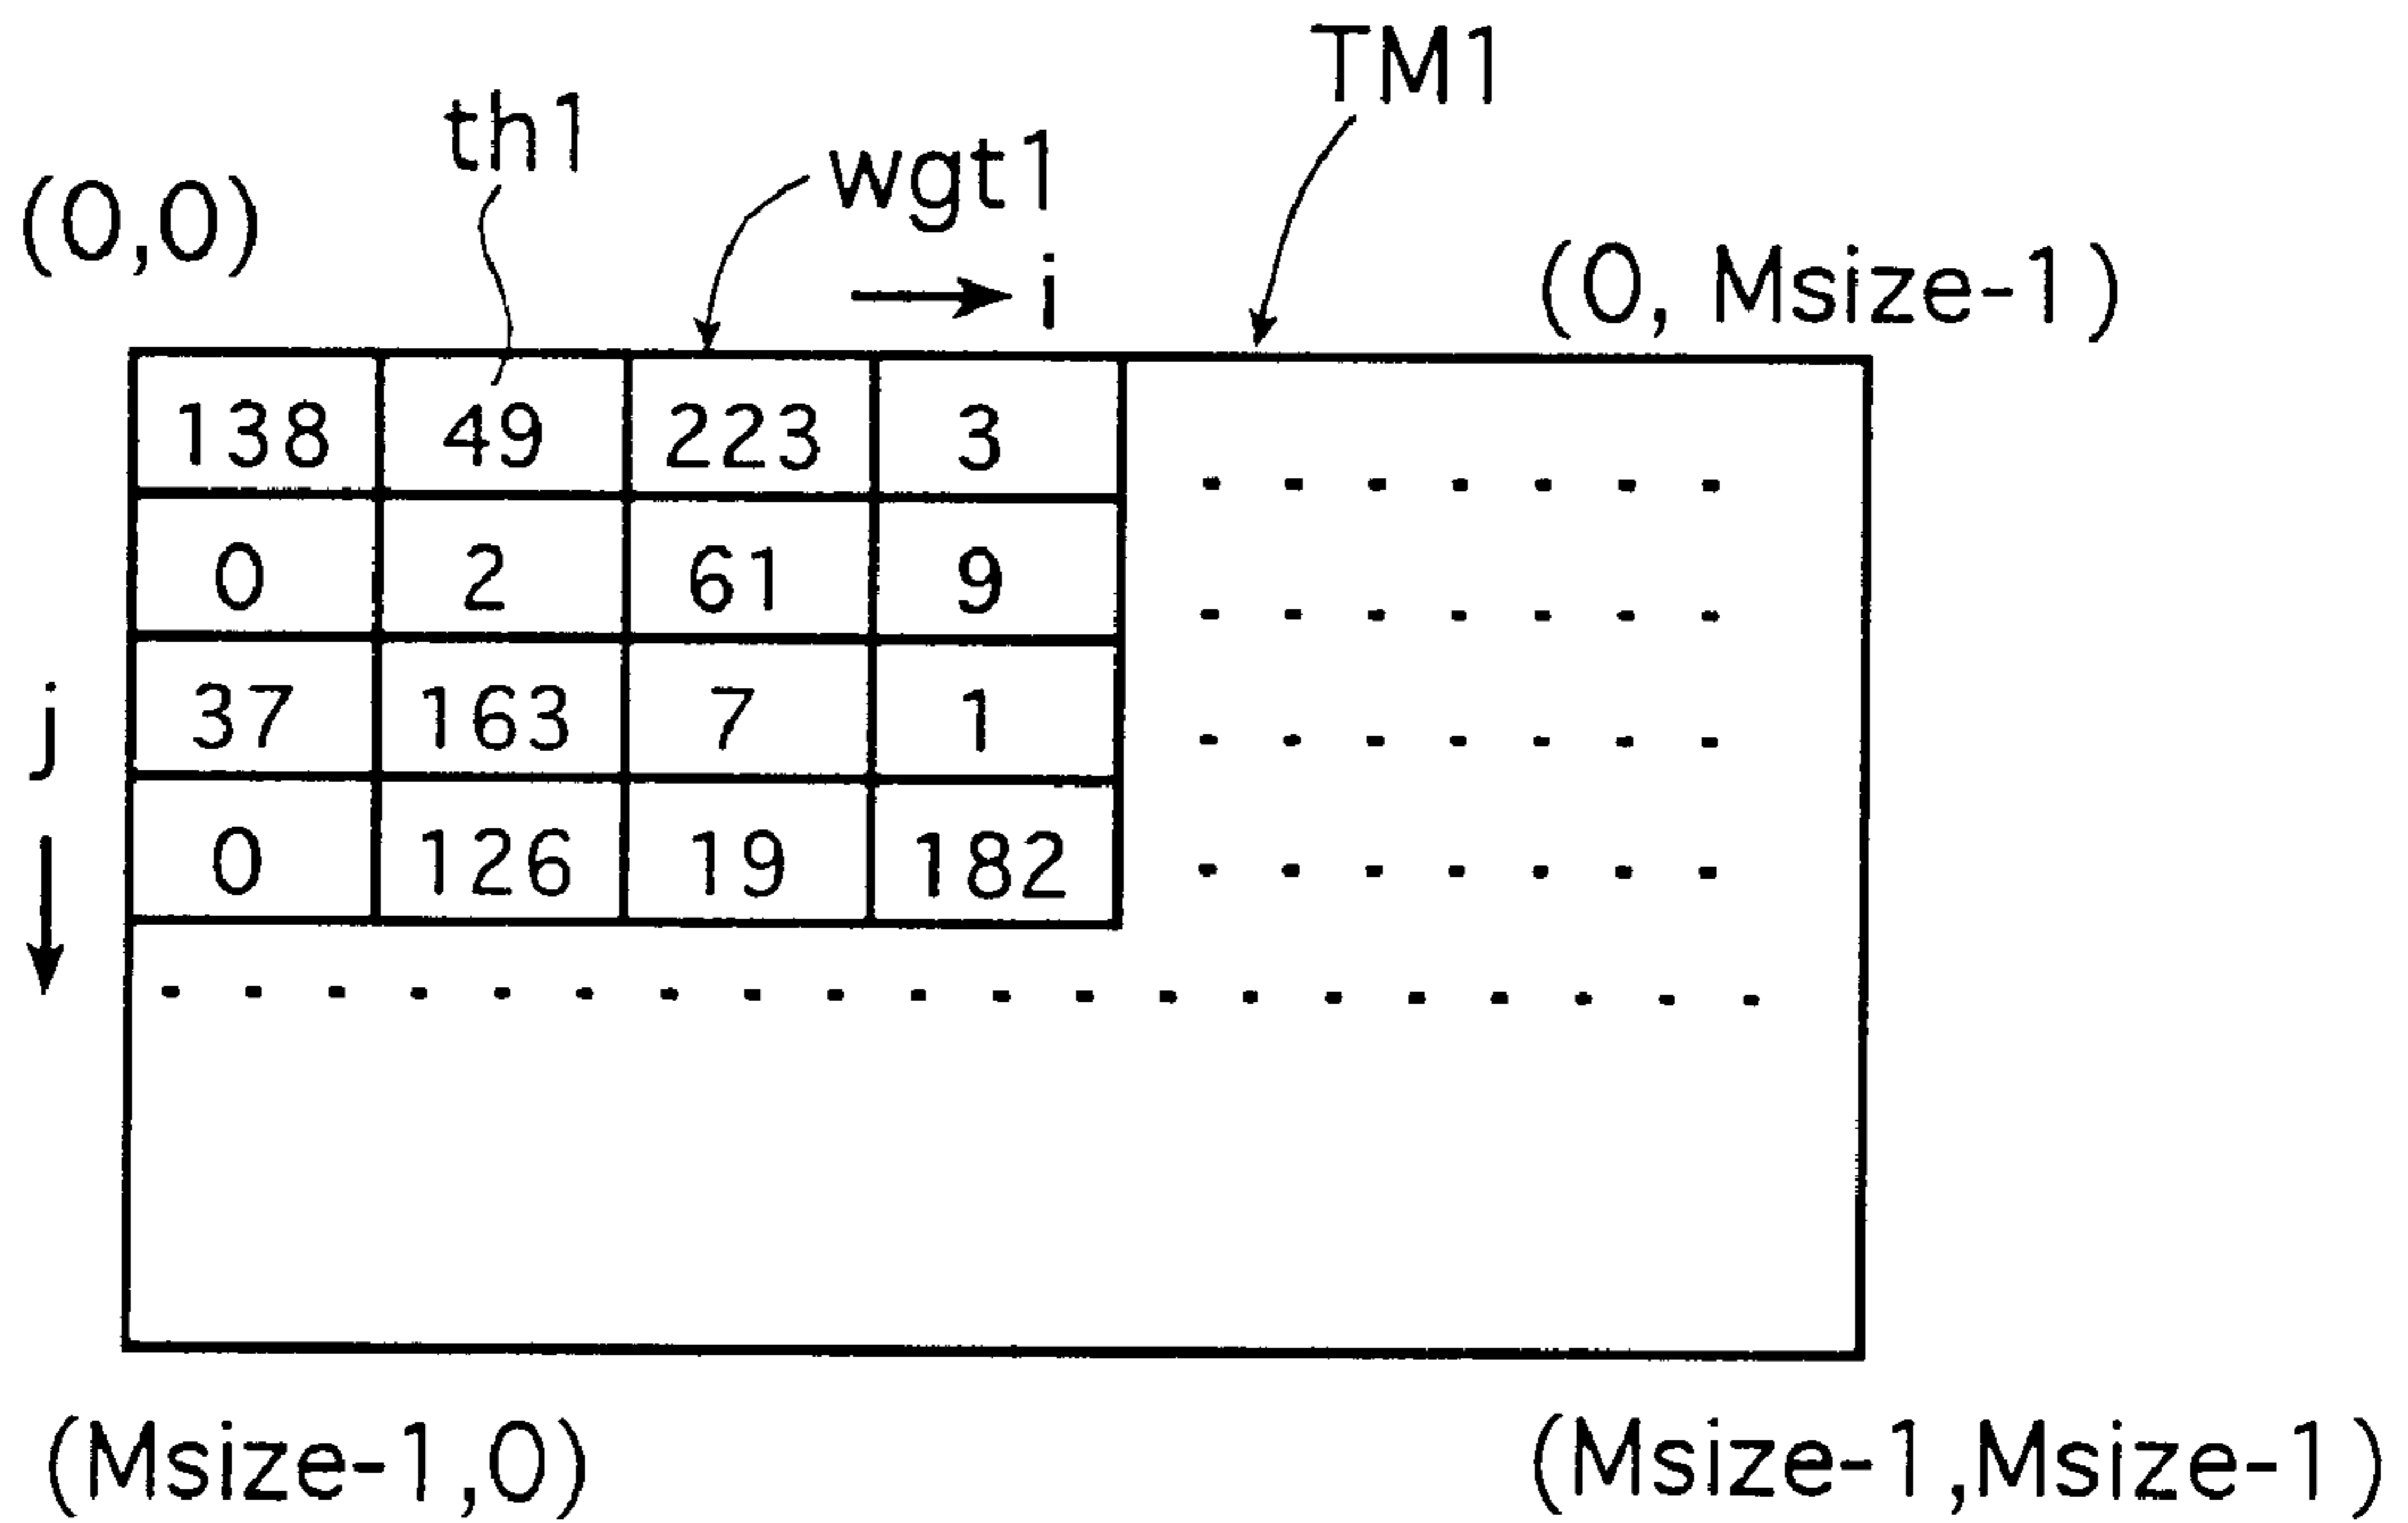 TM1
th1
wgt1
(0,0)
i
(0, Msize-1)
138 49 223 3
0 2 61 9
j
37 163 7 1
0 126 19 182
(Msize-1,0)
(Msize-1,Msize-1)